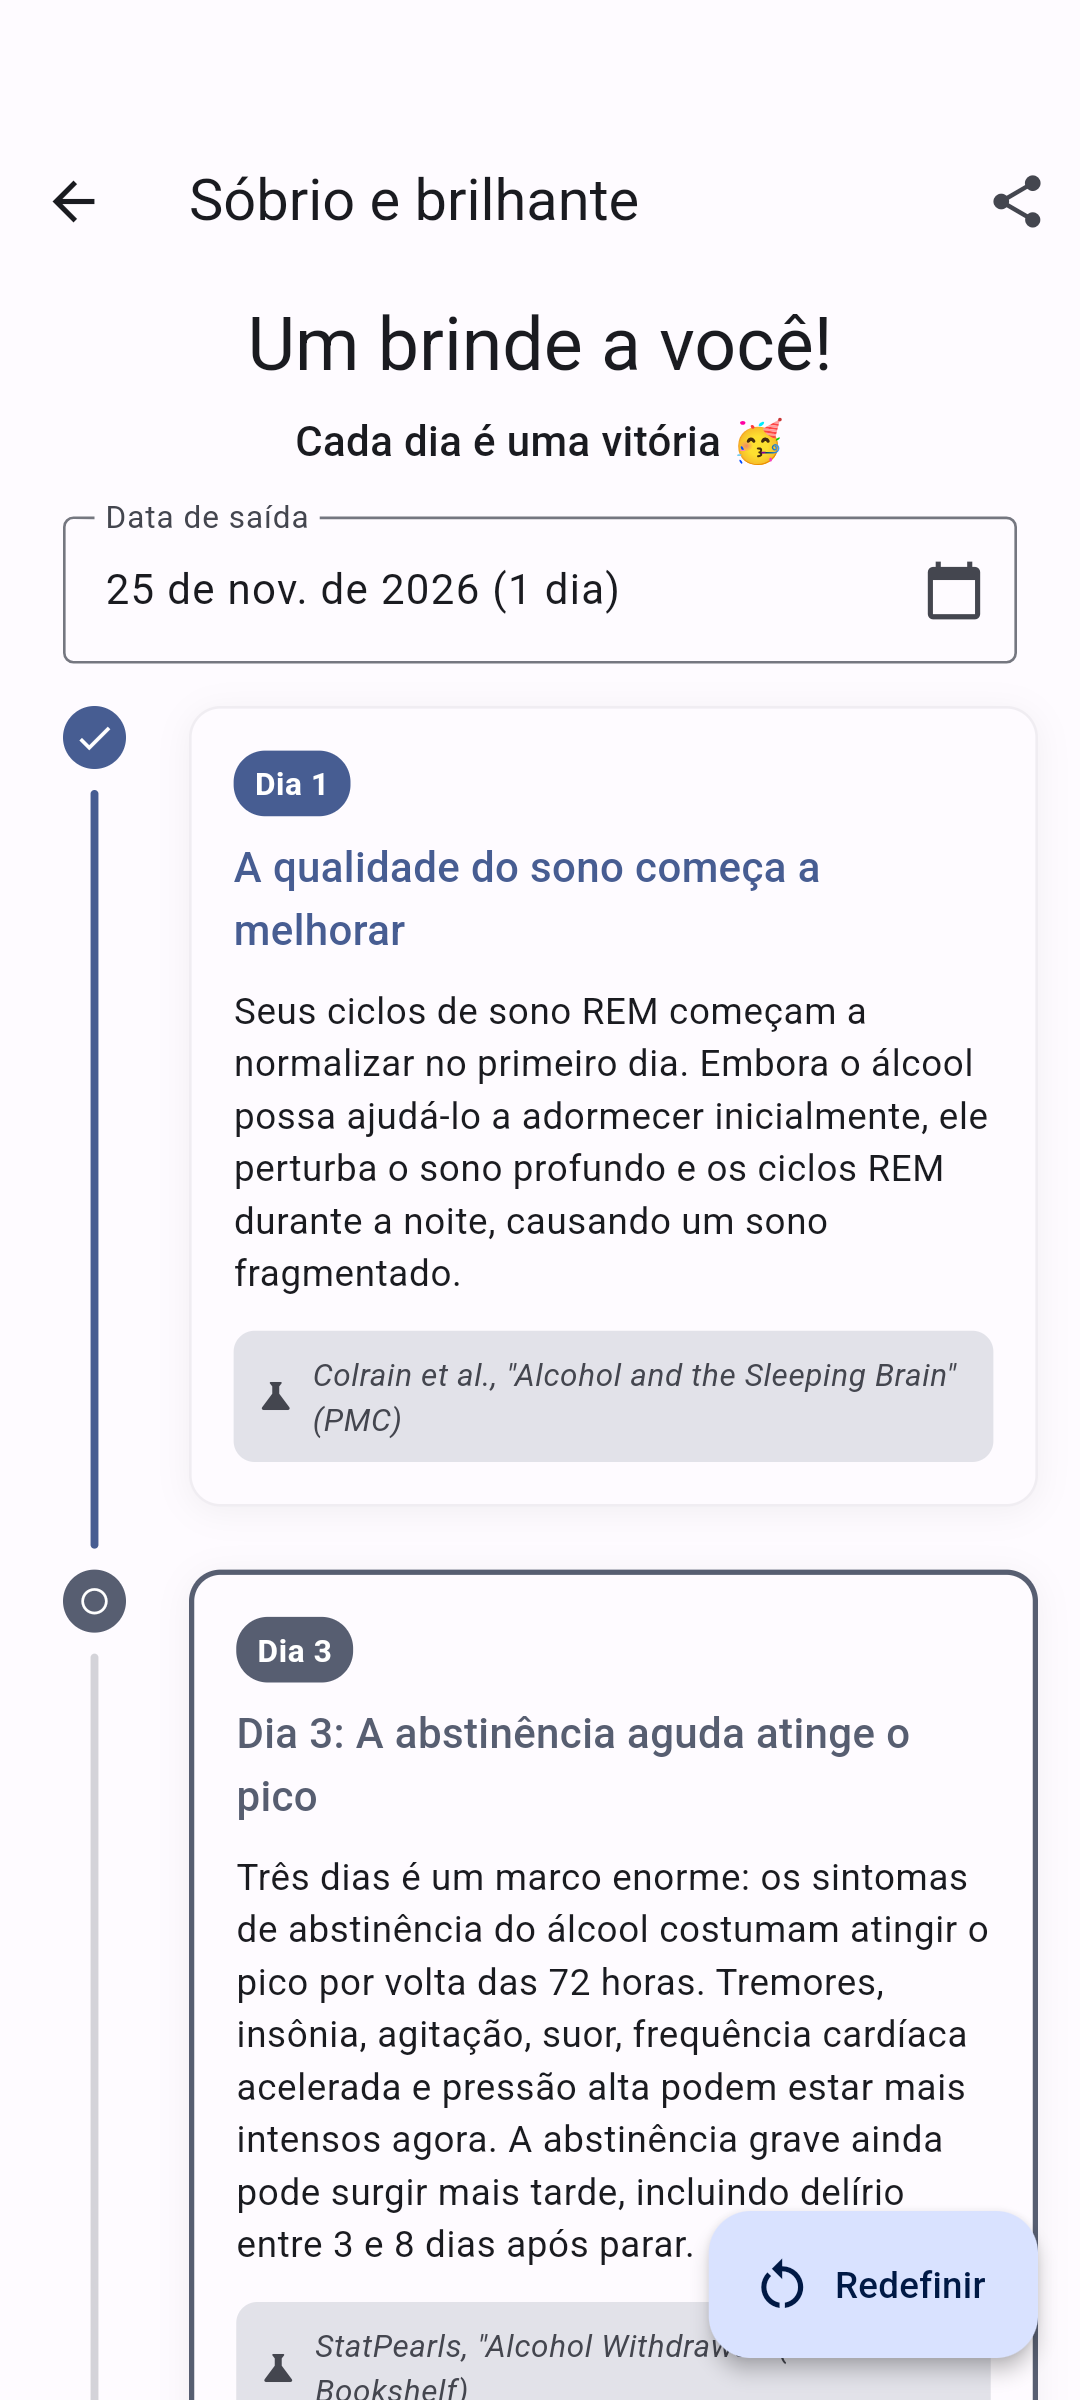 Sóbrio e brilhante
Um brinde a você!
Cada dia é uma vitória 🥳
Data de saída
25 de nov. de 2026 (1 dia)
Dia 1
A qualidade do sono começa a
melhorar
Seus ciclos de sono REM começam a
normalizar no primeiro dia. Embora o álcool
possa ajudá-lo a adormecer inicialmente, ele
perturba o sono profundo e os ciclos REM
durante a noite, causando um sono
fragmentado.
Colrain et al., "Alcohol and the Sleeping Brain"
(PMC)
Dia 3
Dia 3: A abstinência aguda atinge o
pico
Três dias é um marco enorme: os sintomas
de abstinência do álcool costumam atingir o
pico por volta das 72 horas. Tremores,
insônia, agitação, suor, frequência cardíaca
acelerada e pressão alta podem estar mais
intensos agora. A abstinência grave ainda
pode surgir mais tarde, incluindo delírio
entre 3 e 8 dias após parar.
Redefinir
StatPearls, "Alcohol
Bookshelf)